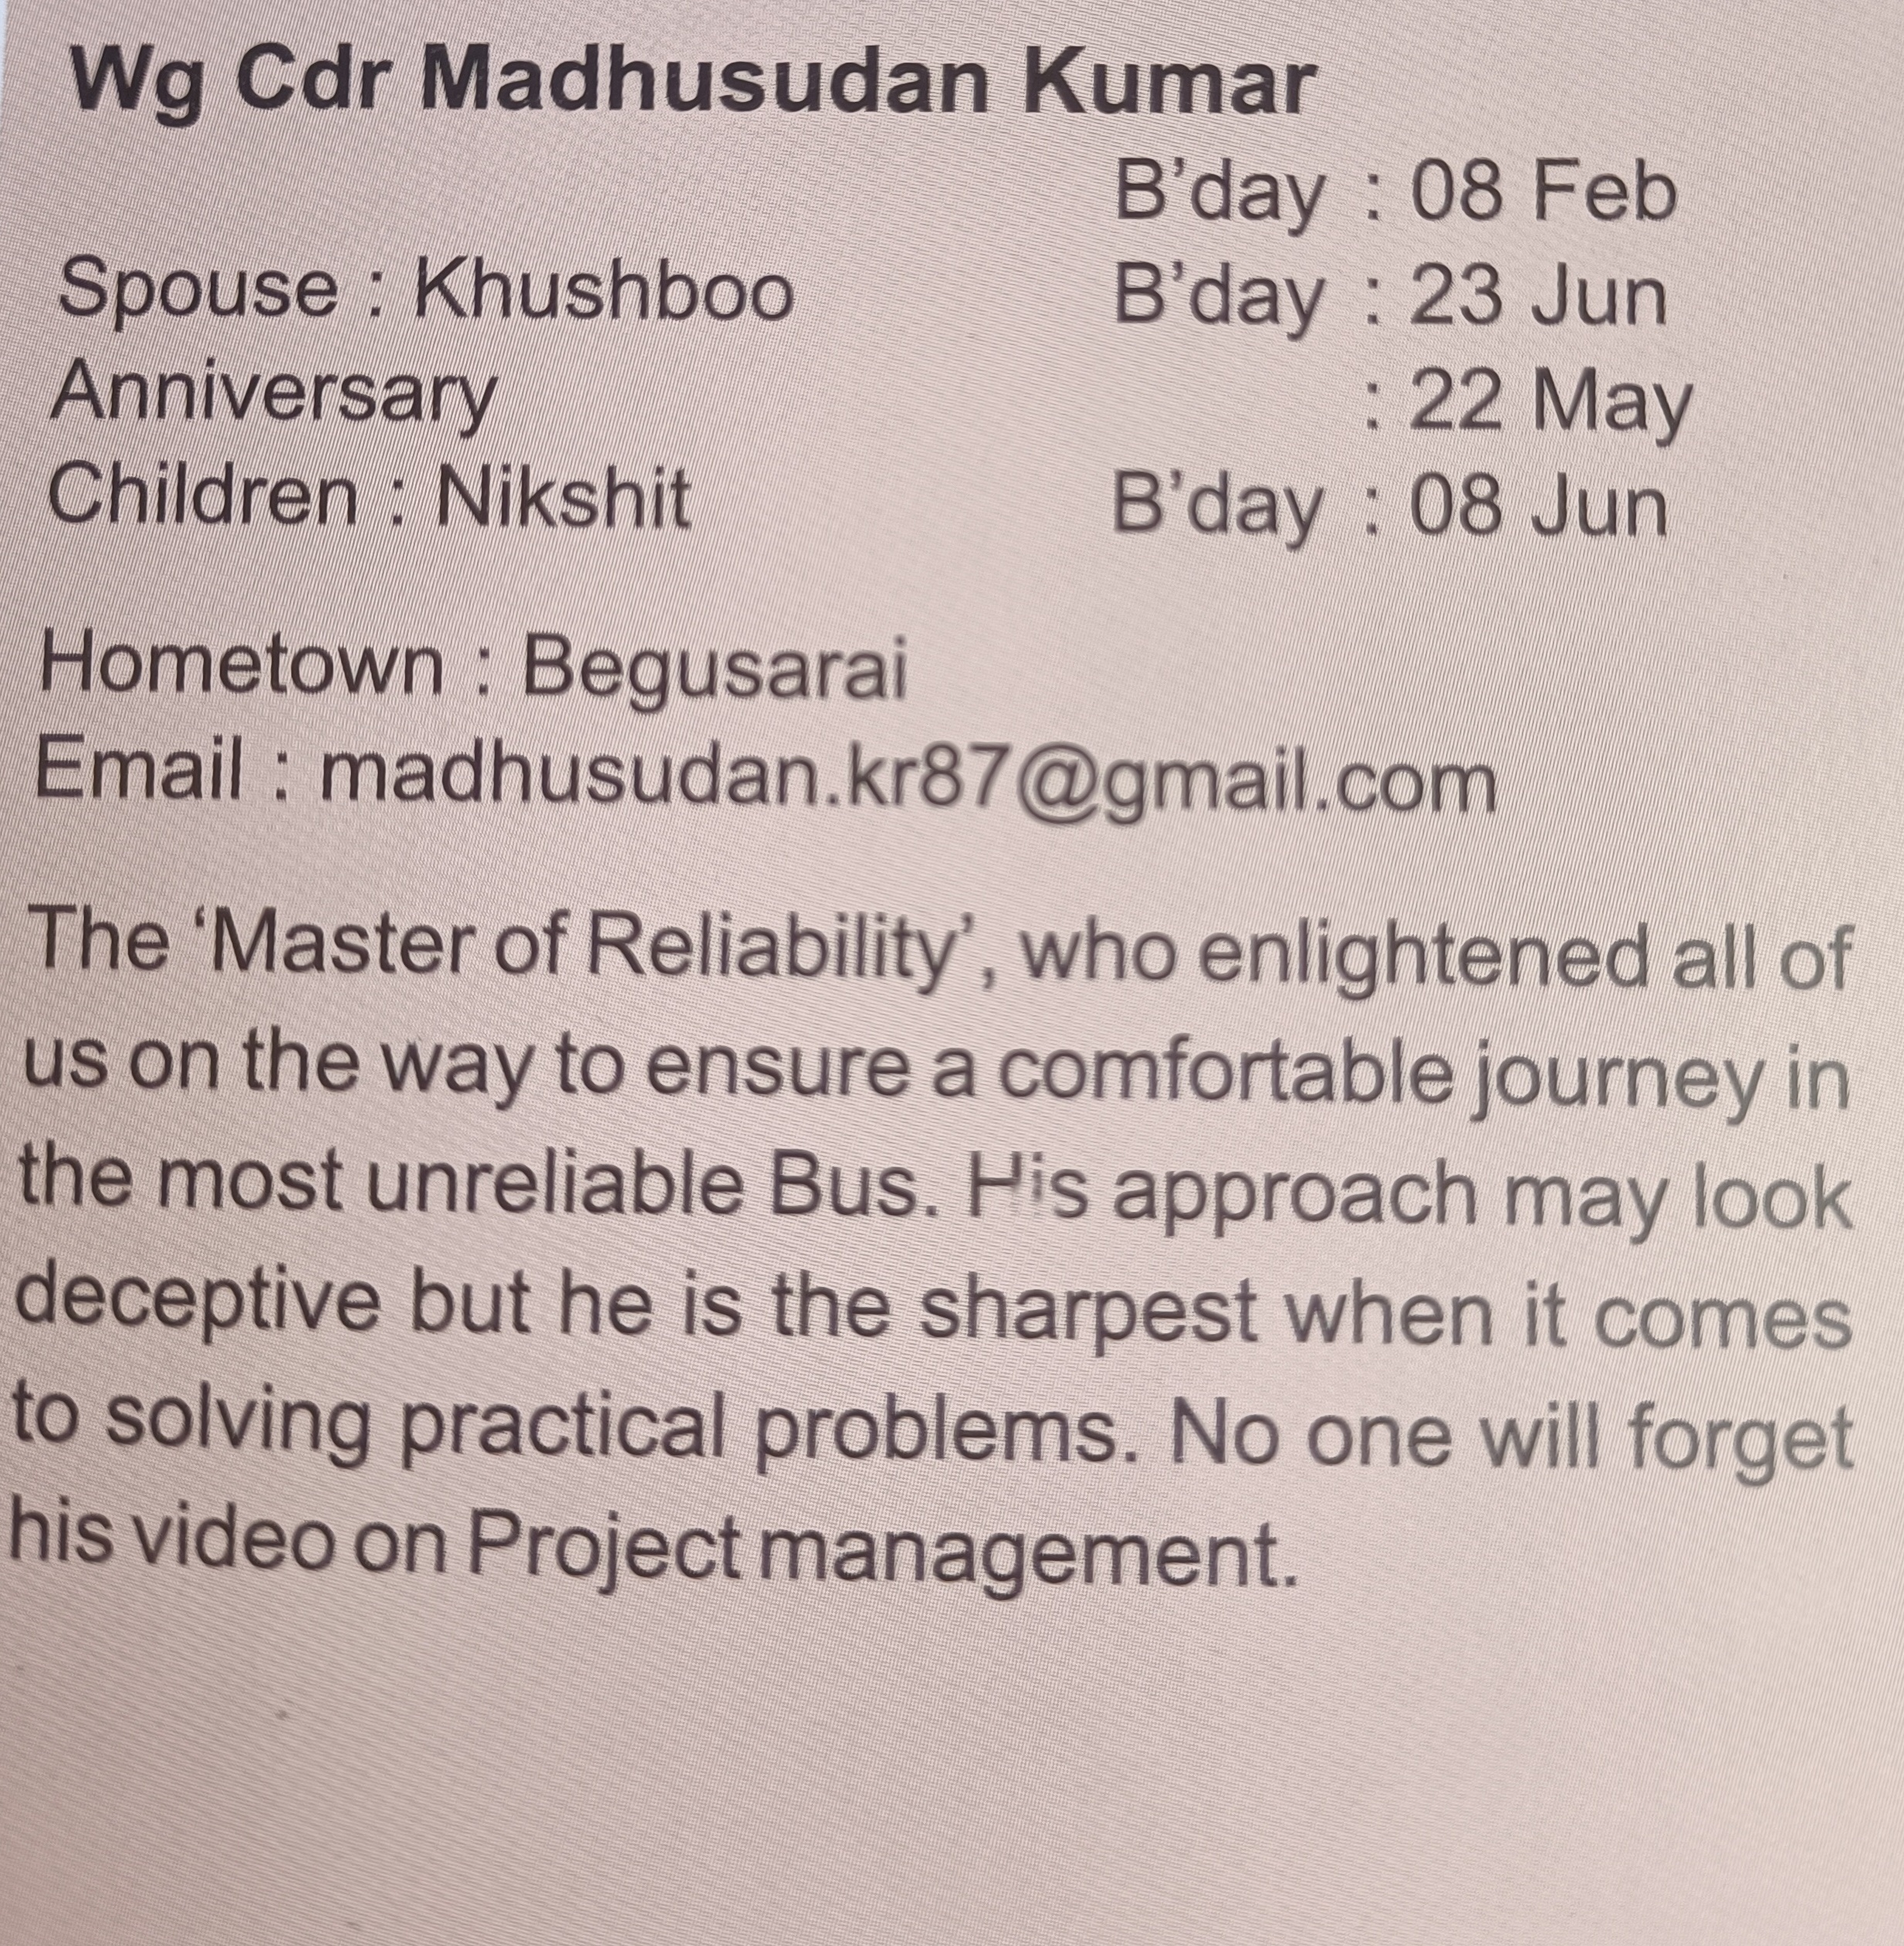 Wg Cdr Madhusudan Kumar
B’day : 08 Feb
Spouse : Khushboo B’day : 23 Jun
Anniversary : 22 May
Children : Nikshit B’day : 08 Jun
Hometown : Begusarai
Email : madhusudan.kr87@gmail.com
The ‘Master of Reliability’, who enlightened all of
us on the way to ensure a comfortable journey in
the most unreliable Bus. His approach may look
deceptive but he is the sharpest when it comes
to solving practical problems. No one will forget
his video on Project management.